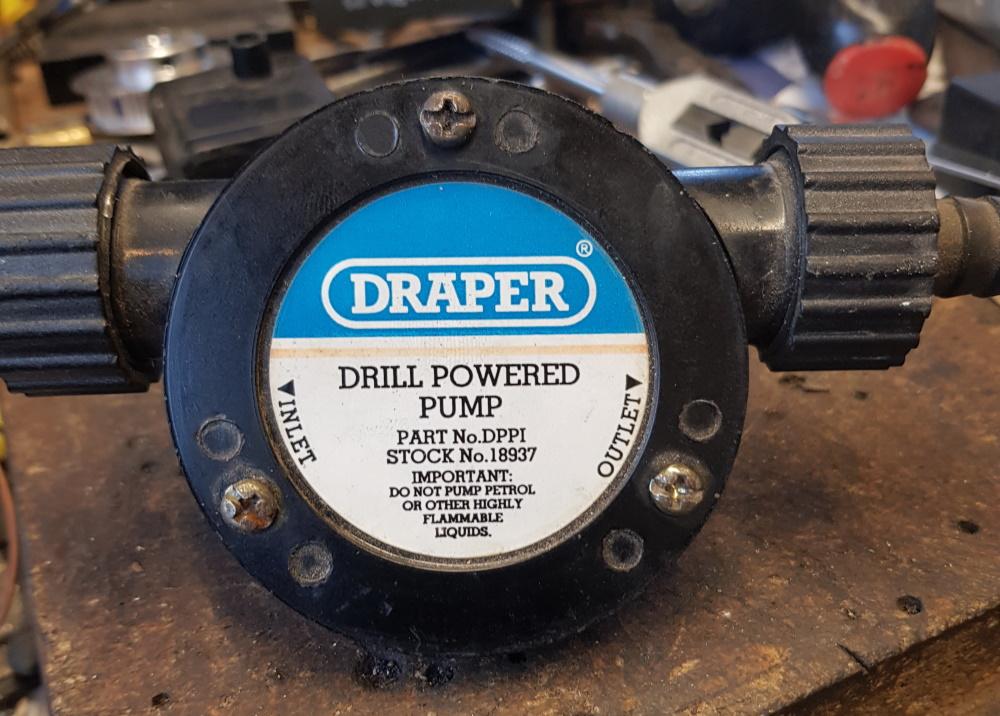 ®
DRAPER
DRILL POWERED
PUMP
INLET
OUTLET
PART No.DPPI
STOCK No.18937
IMPORTANT:
DO NOT PUMP PETROL
OR OTHER HIGHLY
FLAMMABLE
LIQUIDS.